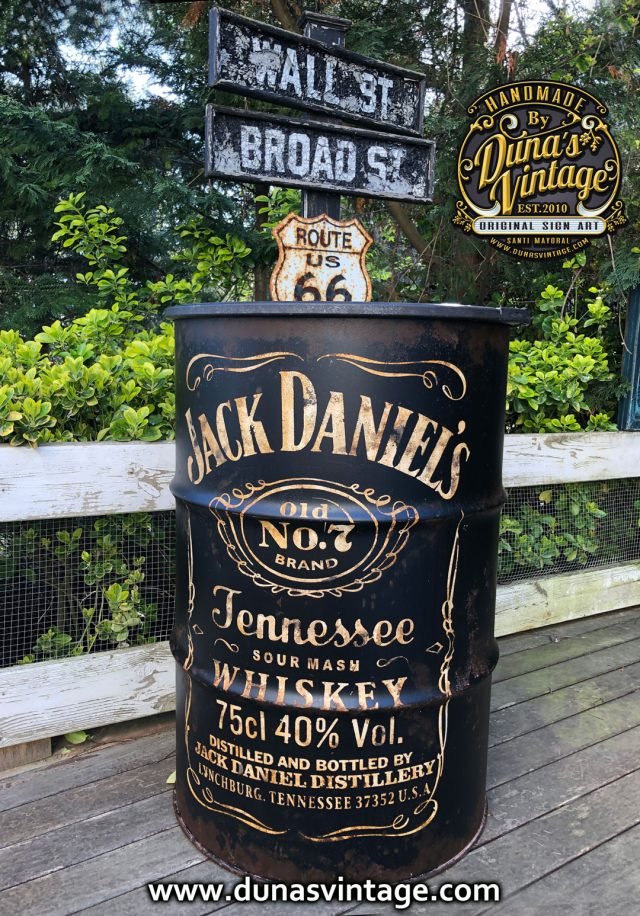 WALL ST
BROAD ST
ROUTE
US
66
HANDMADE
By
Duna's
Vintage
EST. 2010
ORIGINAL SIGN ART
SANTI MAYORAL
WWW.DUNASVINTAGE.COM
JACK DANIEL'S
Old
No.7
BRAND
Tennessee
SOUR MASH
WHISKEY
75cl 40% Vol.
DISTILLED AND BOTTLED BY
JACK DANIEL DISTILLERY
LYNCHBURG, TENNESSEE 37352 U.S.A
www.dunasvintage.com